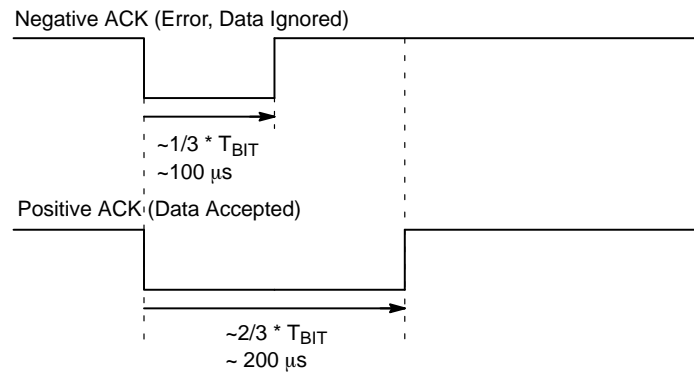 Negative ACK (Error, Data Ignored)
~1/3 * TBIT
~100 μs
Positive ACK (Data Accepted)
~2/3 * TBIT
~ 200 μs